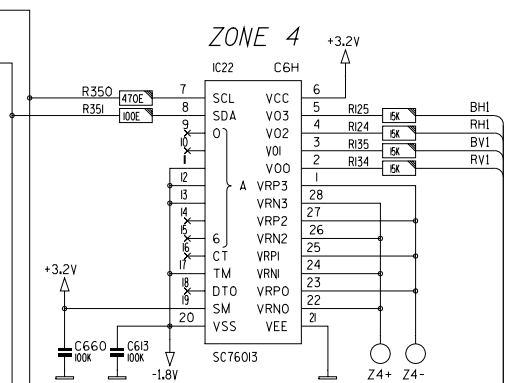 ZONE 4
+3.2V
IC22 C6H
R350 470E 7 SCL VCC 6
R351 100E 8 SDA VO3 5 R125 15K BH1
9 0 VO2 4 R124 15K RH1
10 VO1 3 R135 15K BV1
11 VOO 2 R134 15K RV1
12 A VRP3 1
13 VRN3 28
14 VRP2 27
15 6 VRN2 26
16 CT VRP1 25
17 TM VRN1 24
18 DTO VRPO 23
19 SM VRNO 22
20 VSS VEE 21
+3.2V
C660 100K C613 100K
-1.8V
SC76013
Z4+ Z4-